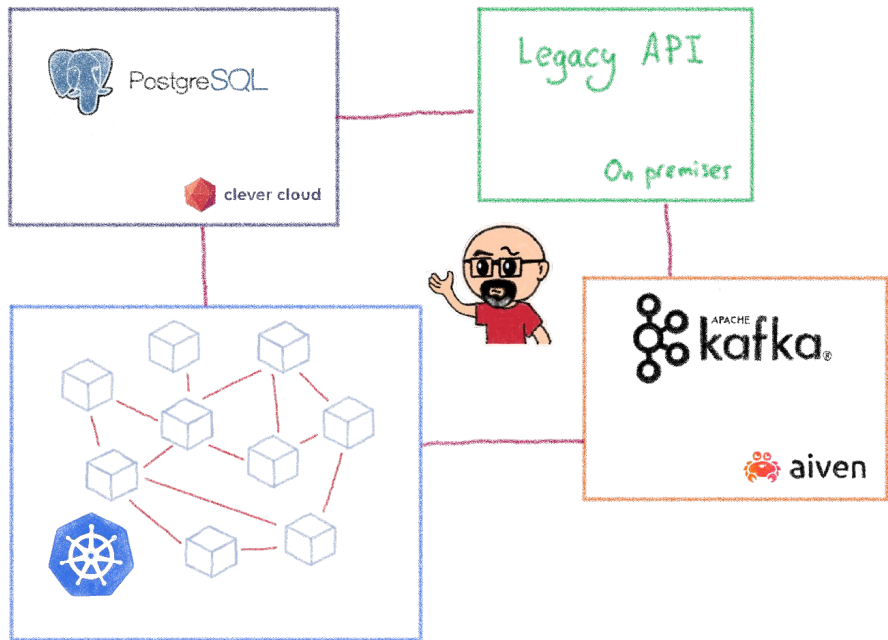 PostgreSQL
clever cloud
Legacy API
On premises
APACHE
kafka®
aiven